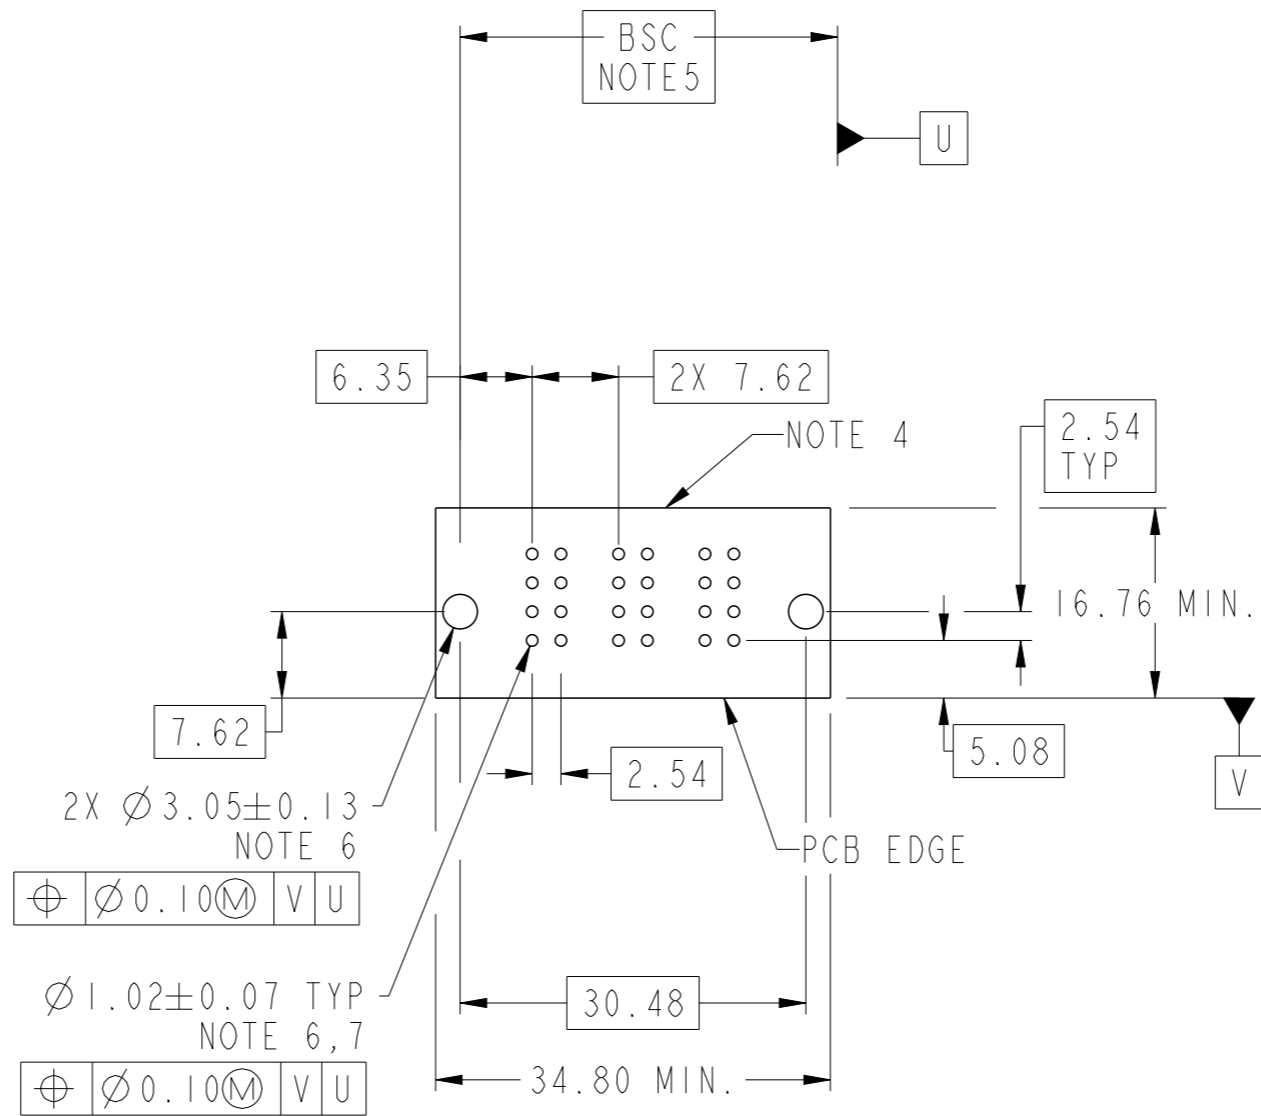 BSC
NOTE5
U
6.35
2X 7.62
NOTE 4
2.54
TYP
16.76 MIN.
7.62
2.54
5.08
V
2X ∅3.05±0.13
NOTE 6
PCB EDGE
⌖ ∅0.10Ⓜ V U
∅1.02±0.07 TYP
NOTE 6,7
30.48
⌖ ∅0.10Ⓜ V U
34.80 MIN.